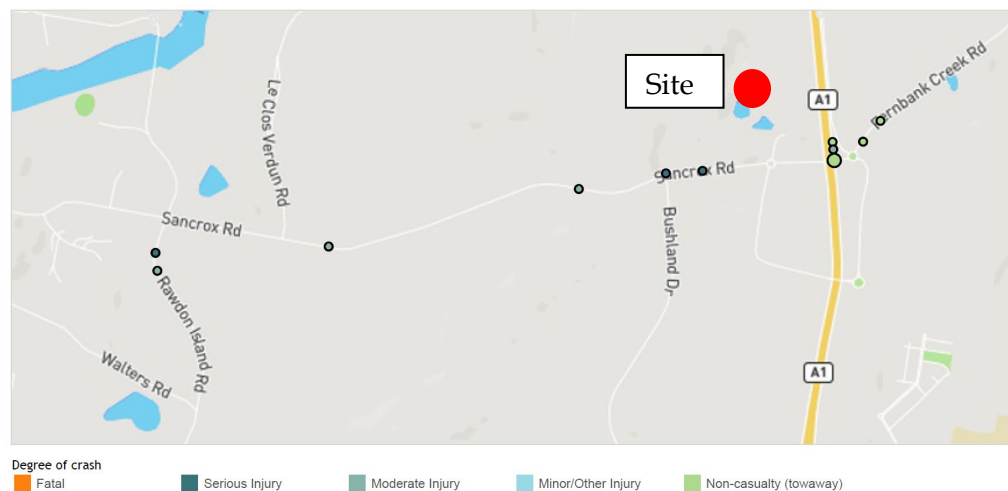 Site
A1
Fernbank Creek Rd
Le Clos Verdun Rd
Sancrox Rd
Sancrox Rd
Bushland Dr
Rawdon Island Rd
Walters Rd
A1
Degree of crash
Fatal
Serious Injury
Moderate Injury
Minor/Other Injury
Non-casualty (towaway)